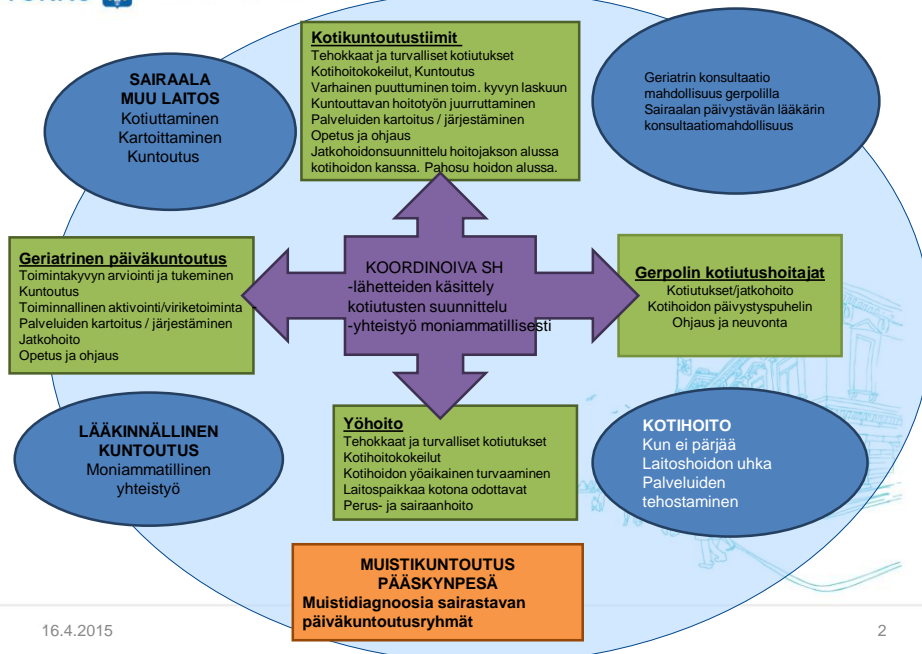 Kotikuntoutustiimit
Tehokkaat ja turvalliset kotiutukset
Kotihoitokokeilut, Kuntoutus
Varhainen puuttuminen toim. kyvyn laskuun
Kuntouttavan hoitotyön juurruttaminen
Palveluiden kartoitus / järjestäminen
Opetus ja ohjaus
Jatkohoidonsuunnittelu hoitojakson alussa
kotihoidon kanssa. Pahosu hoidon alussa.
SAIRAALA
MUU LAITOS
Kotiuttaminen
Kartoittaminen
Kuntoutus
Geriatrin konsultaatio
mahdollisuus gerpolilla
Sairaalan päivystävän lääkärin
konsultaatiomahdollisuus
Geriatrinen päiväkuntoutus
Toimintakyvyn arviointi ja tukeminen
Kuntoutus
Toiminnallinen aktivointi/viriketoiminta
Palveluiden kartoitus / järjestäminen
Jatkohoito
Opetus ja ohjaus
KOORDINOIVA SH
-lähetteiden käsittely
-kotiutusten suunnittelu
-yhteistyö moniammatillisesti
Gerpolin kotiutushoitajat
Kotiutukset/jatkohoito
Kotihoidon päivystyspuhelin
Ohjaus ja neuvonta
LÄÄKINNÄLLINEN
KUNTOUTUS
Moniammatillinen
yhteistyö
Yöhoito
Tehokkaat ja turvalliset kotiutukset
Kotihoitokokeilut
Kotihoidon yöaikainen turvaaminen
Laitospaikkaa kotona odottavat
Perus- ja sairaanhoito
KOTIHOITO
Kun ei pärjää
Laitoshoidon uhka
Palveluiden
tehostaminen
MUISTIKUNTOUTUS
PÄÄSKYNPESÄ
Muistidiagnoosia sairastavan
päiväkuntoutusryhmät
16.4.2015
2